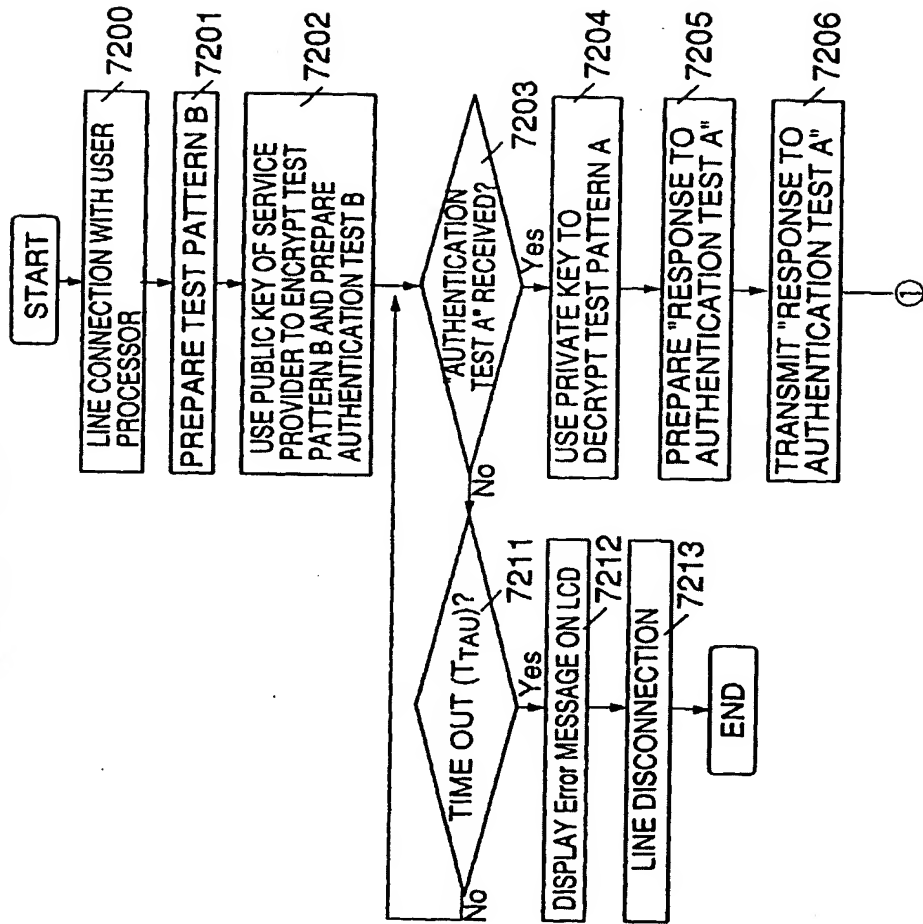 START
LINE CONNECTION WITH USER
PROCESSOR
7200
PREPARE TEST PATTERN B
7201
USE PUBLIC KEY OF SERVICE
PROVIDER TO ENCRYPT TEST
PATTERN B AND PREPARE
AUTHENTICATION TEST B
7202
"AUTHENTICATION
TEST A" RECEIVED?
7203
Yes
No
USE PRIVATE KEY TO
DECRYPT TEST PATTERN A
7204
PREPARE "RESPONSE TO
AUTHENTICATION TEST A"
7205
TRANSMIT "RESPONSE TO
AUTHENTICATION TEST A"
7206
1
TIME OUT (TTAU)?
7211
Yes
No
DISPLAY Error MESSAGE ON LCD
7212
LINE DISCONNECTION
7213
END